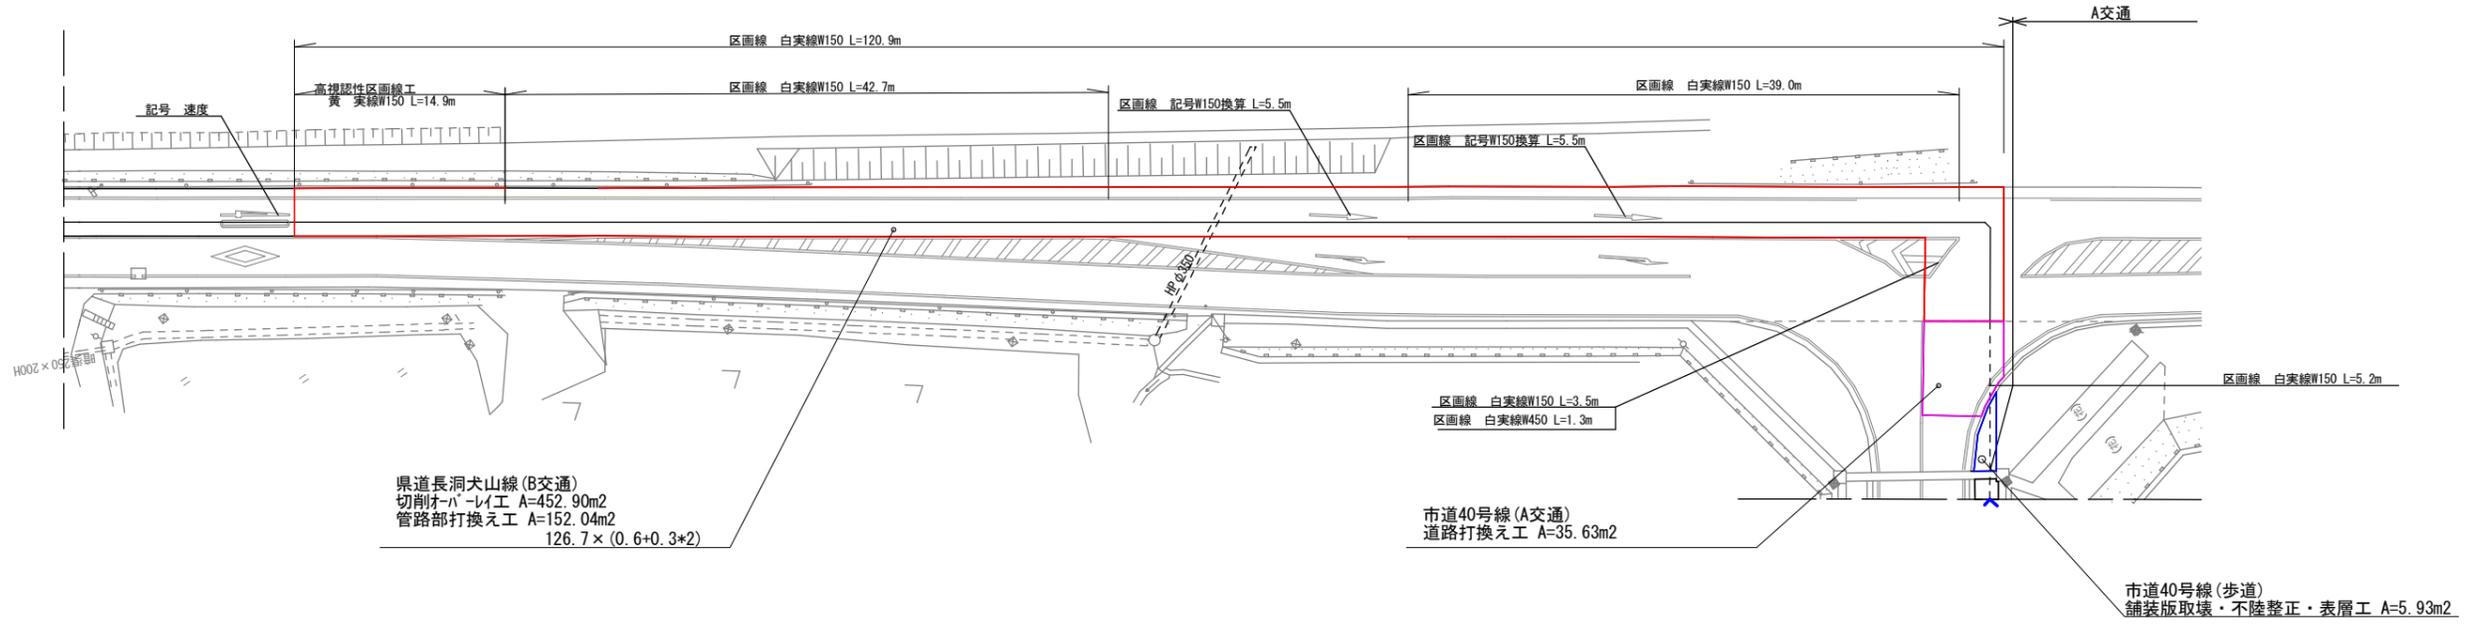 A交通
区画線　白実線W150 L=120.9m
高視認性区画線工
黄　実線W150 L=14.9m
区画線　白実線W150 L=42.7m
区画線　白実線W150 L=39.0m
記号　速度
区画線　記号W150換算 L=5.5m
区画線　記号W150換算 L=5.5m
HPφ350
暗渠250×200H
区画線　白実線W150 L=5.2m
区画線　白実線W150 L=3.5m
区画線　白実線W450 L=1.3m
(花)
(花)
県道長洞犬山線(B交通)
切削ｵｰﾊﾞｰﾚｲ工 A=452.90m2
管路部打換え工 A=152.04m2
126.7×(0.6+0.3*2)
市道40号線(A交通)
道路打換え工 A=35.63m2
市道40号線(歩道)
舗装版取壊・不陸整正・表層工 A=5.93m2